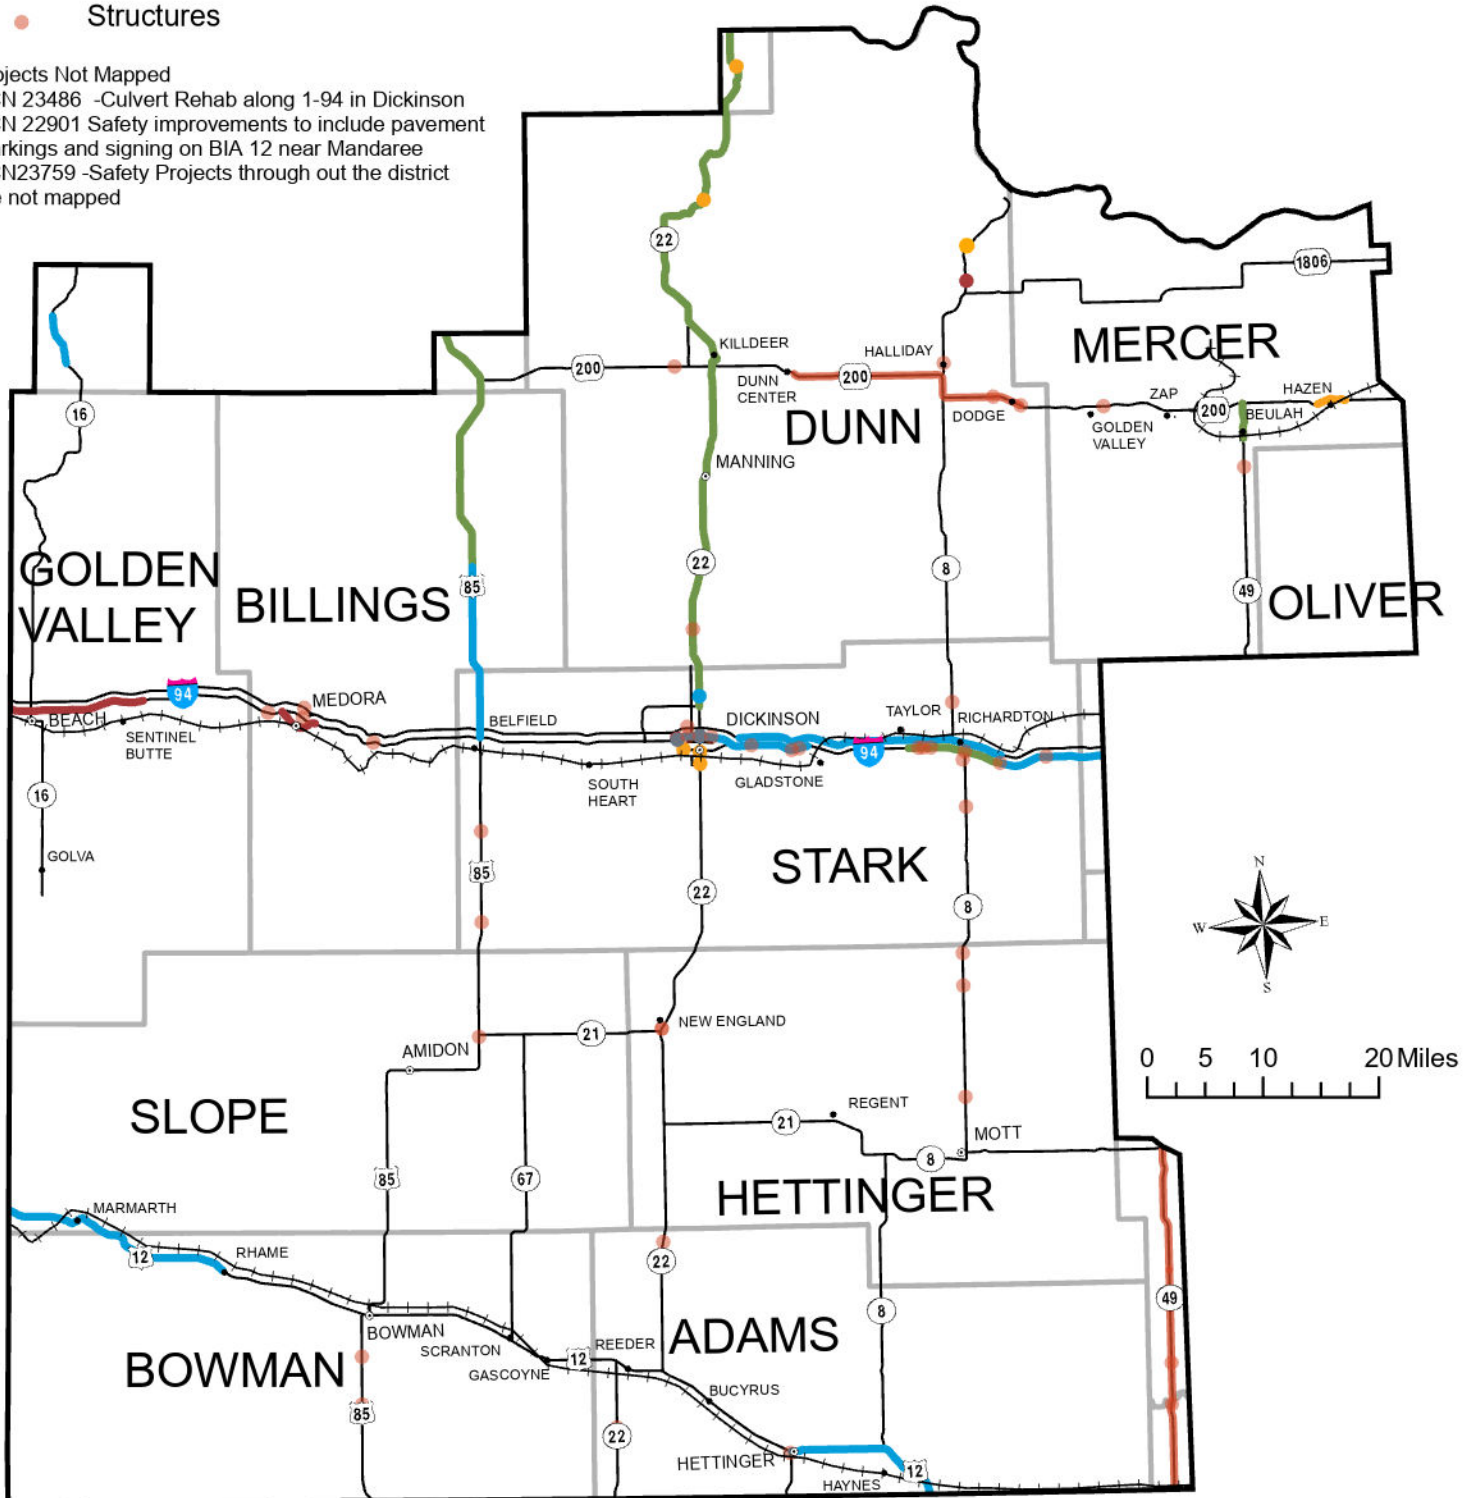 Structures
ojects Not Mapped
N 23486 -Culvert Rehab along 1-94 in Dickinson
N 22901 Safety improvements to include pavement
arkings and signing on BIA 12 near Mandaree
N23759 -Safety Projects through out the district
e not mapped
22
1806
16
200
KILLDEER
HALLIDAY
MERCER
DUNN
CENTER
200
DODGE
ZAP
HAZEN
200
BEULAH
GOLDEN
VALLEY
DUNN
MANNING
GOLDEN
VALLEY
BILLINGS
85
22
8
49
OLIVER
94
MEDORA
BEACH
SENTINEL
BUTTE
BELFIELD
DICKINSON
TAYLOR
RICHARDTON
94
SOUTH
HEART
GLADSTONE
16
GOLVA
85
STARK
22
8
N
W
E
S
NEW ENGLAND
21
AMIDON
0 5 10 20 Miles
SLOPE
REGENT
21
MOTT
8
85
67
HETTINGER
MARMARTH
12
RHAME
22
49
8
BOWMAN
SCRANTON
GASCOYNE
12
REEDER
ADAMS
BOWMAN
85
BUCYRUS
22
HETTINGER
HAYNES
12